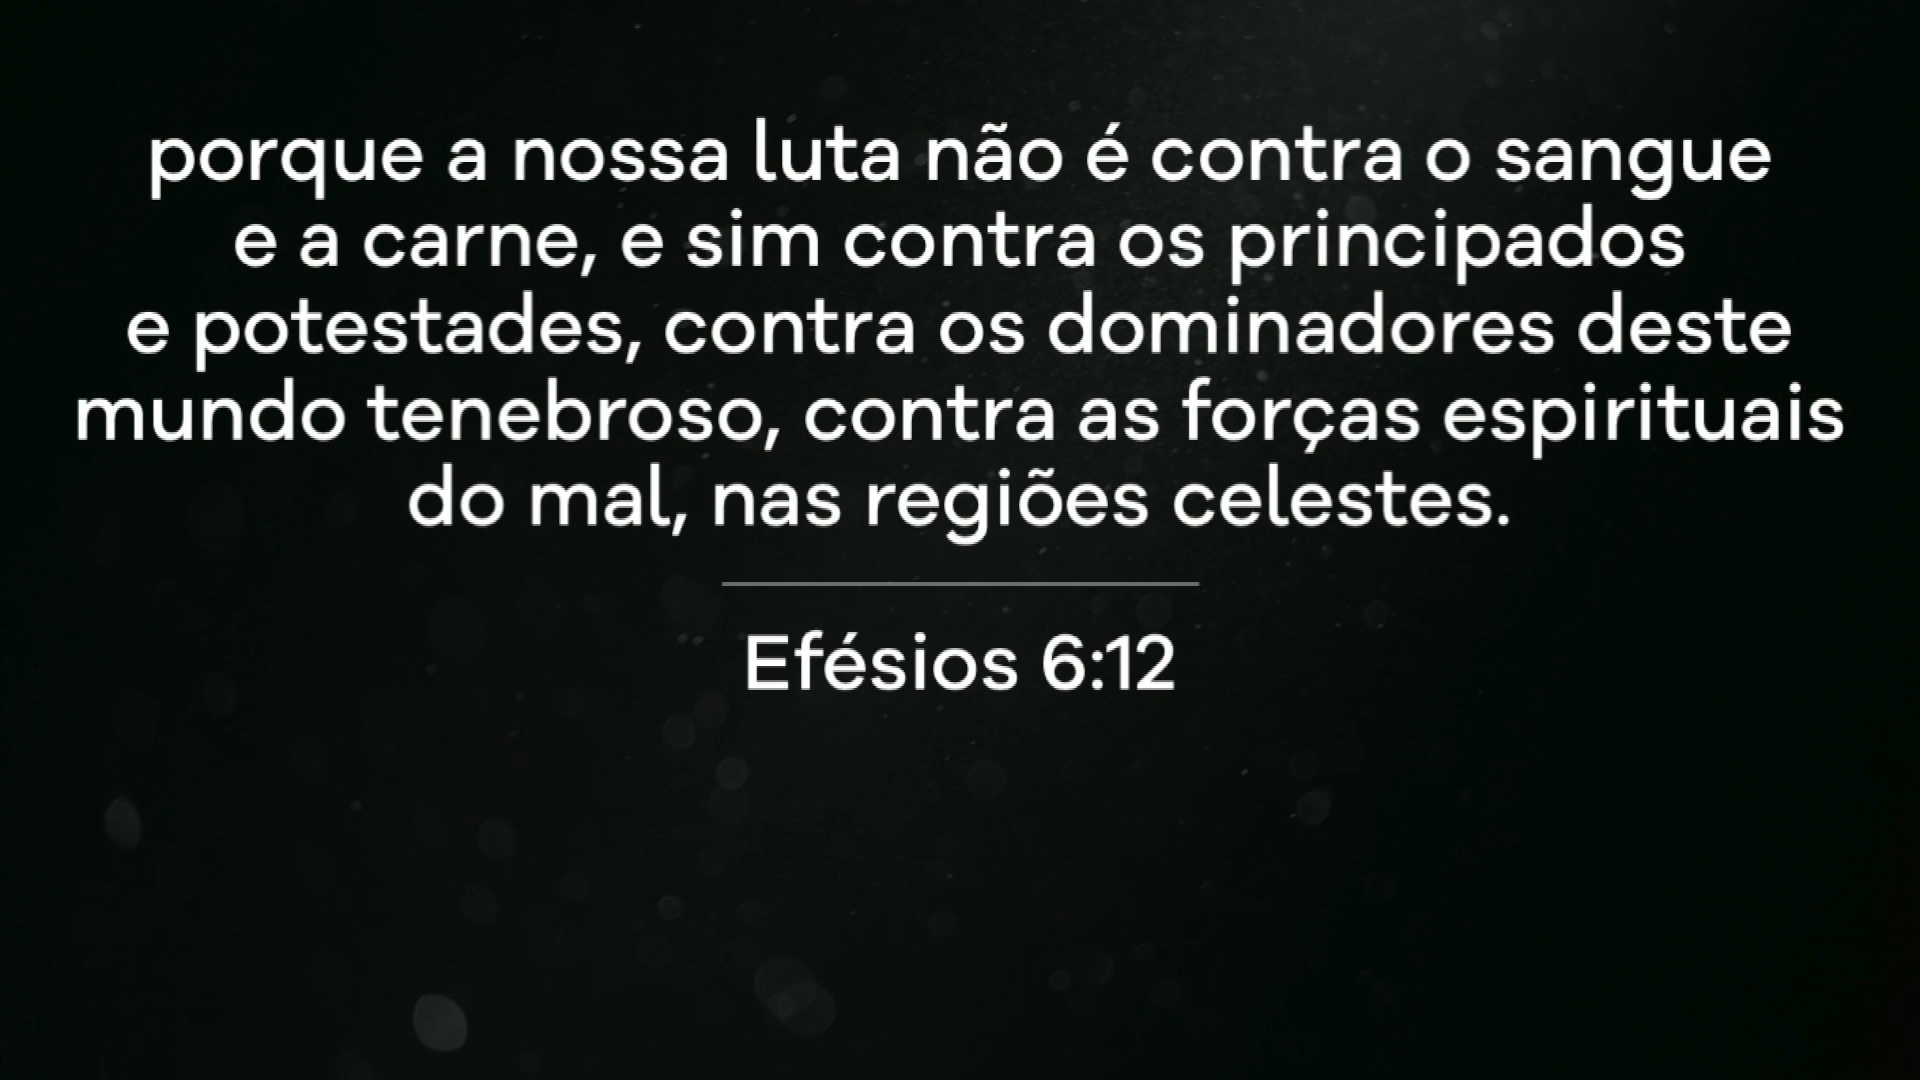 porque a nossa luta não é contra o sangue
e a carne, e sim contra os principados
e potestades, contra os dominadores deste
mundo tenebroso, contra as forças espirituais
do mal, nas regiões celestes.
Efésios 6:12